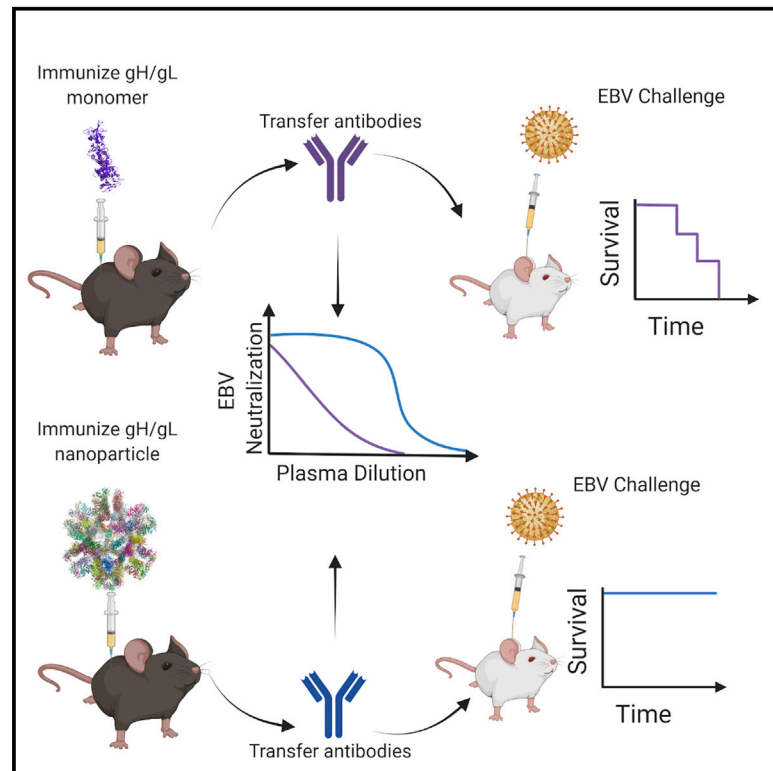 Immunize gH/gL
monomer
Transfer antibodies
EBV Challenge
Survival
Time
EBV
Neutralization
Plasma Dilution
Immunize gH/gL
nanoparticle
EBV Challenge
Survival
Time
Transfer antibodies